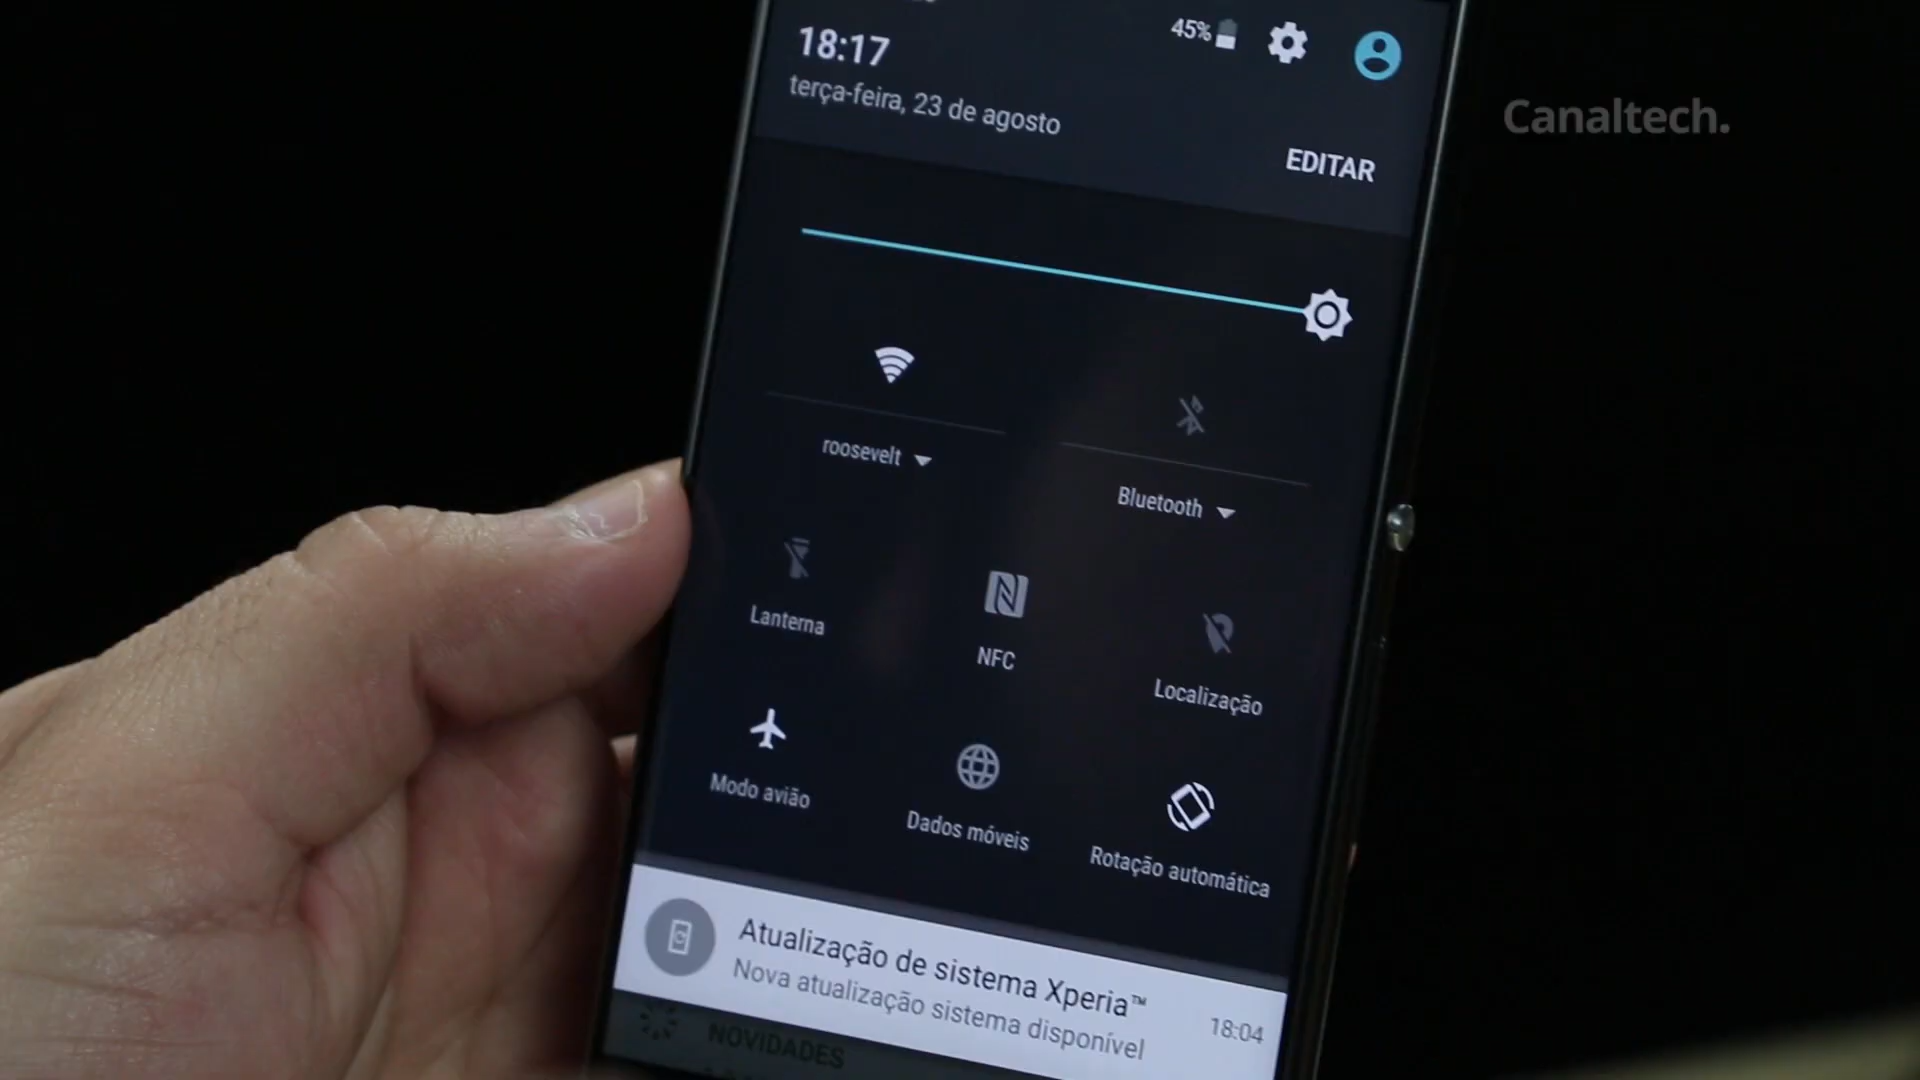 45%
18:17
terça-feira, 23 de agosto
Canaltech.
EDITAR
roosevelt
Bluetooth
Lanterna
NFC
Localização
Modo avião
Dados móveis
Rotação automática
Atualização de sistema Xperia™
Nova atualização sistema disponível
18:04
NOVIDADES